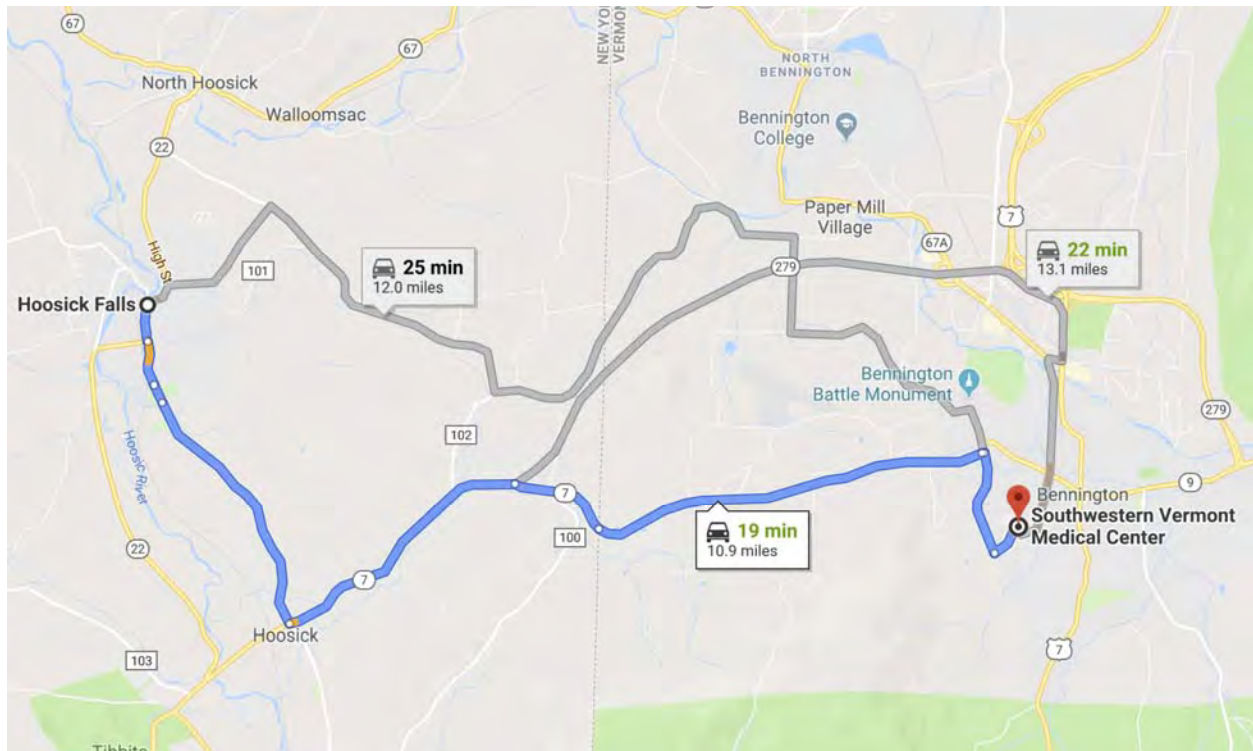 67
67
NEW YORK
VERMONT
NORTH
BENNINGTON
North Hoosick
Walloomsac
Bennington
College
22
7
Paper Mill
Village
67A
High St
101
25 min
12.0 miles
279
22 min
13.1 miles
Hoosick Falls
Bennington
Battle Monument
279
102
Hoosic River
7
9
Bennington
Southwestern Vermont
Medical Center
100
19 min
10.9 miles
22
7
Hoosick
103
7
Tibbits